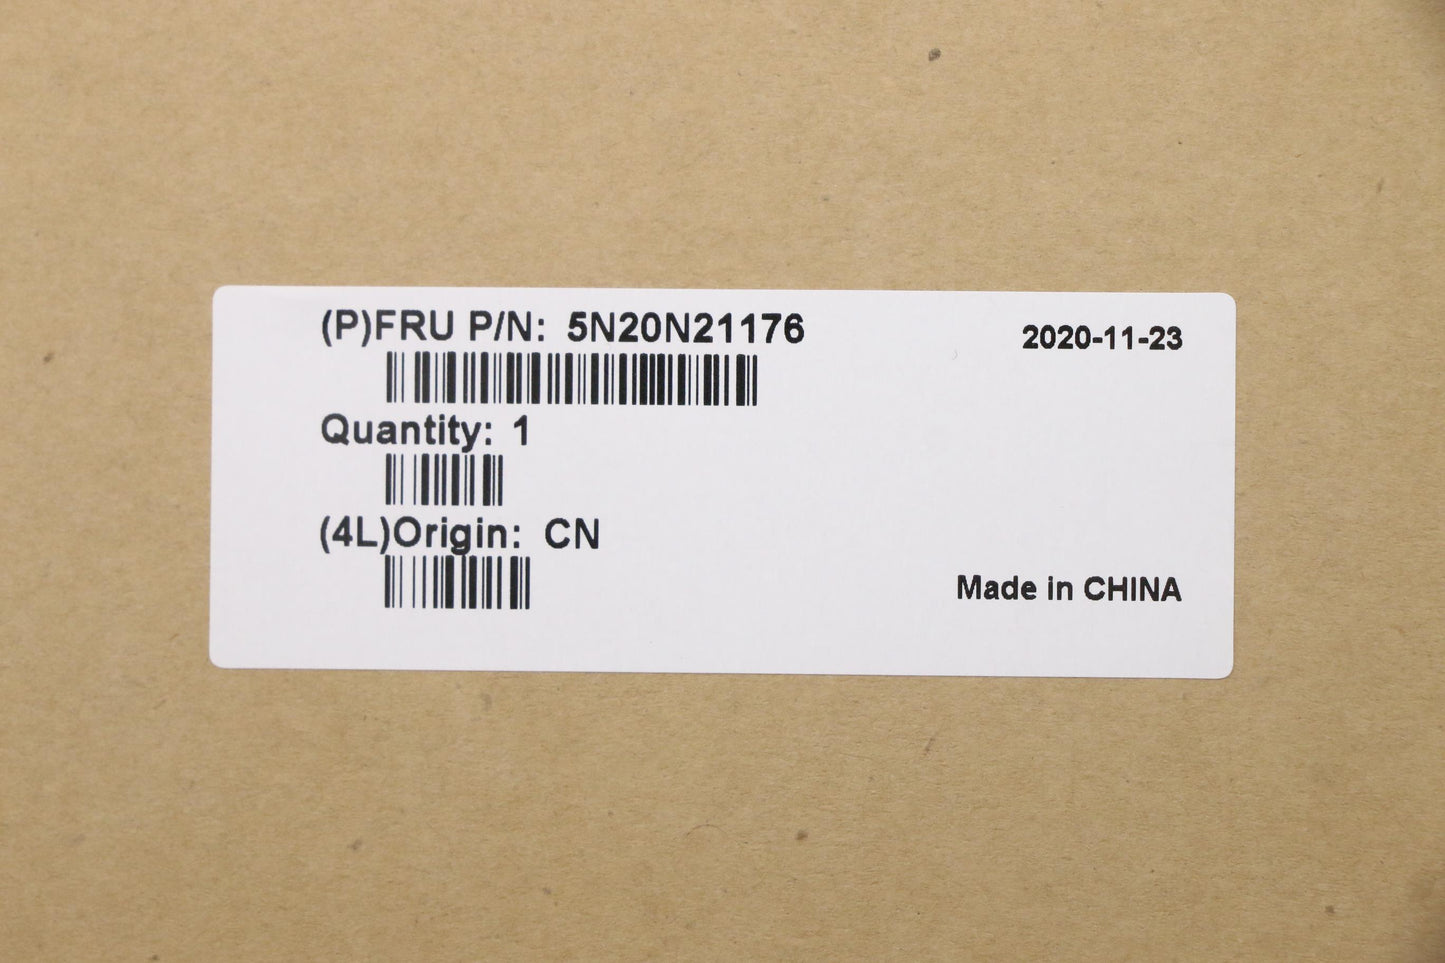 (P)FRU P/N: 5N20N21176
2020-11-23
Quantity: 1
(4L)Origin: CN
Made in CHINA